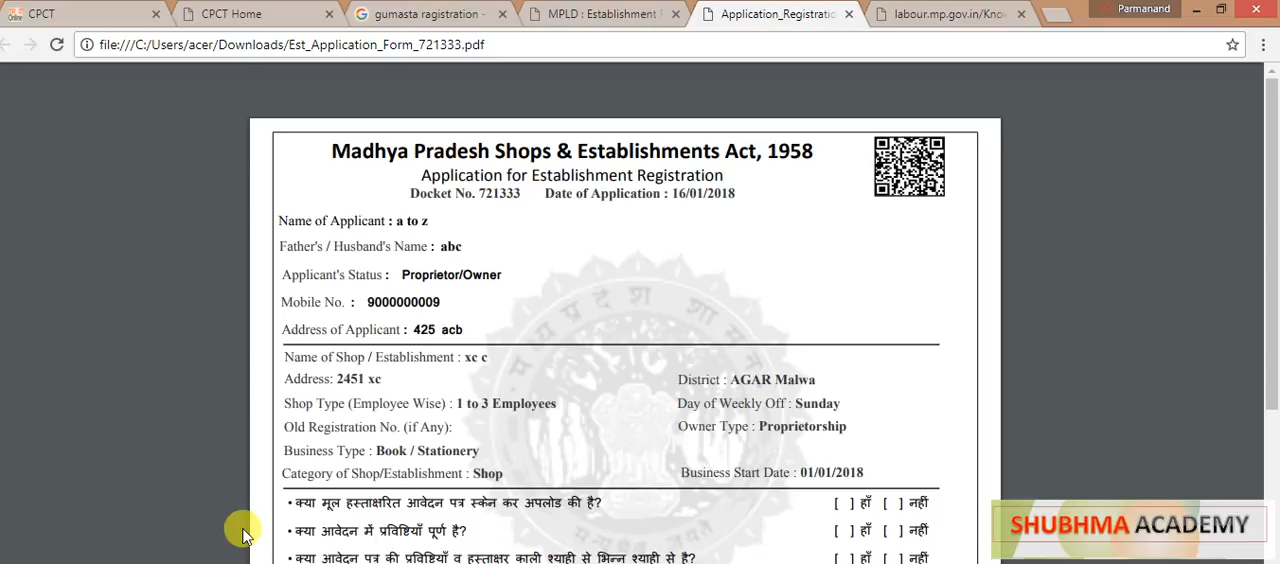 CPCT
CPCT Home
gumasta ragistration -
MPLD : Establishment
Application_Registratio
labour.mp.gov.in/Kno
Parmanand
file:///C:/Users/acer/Downloads/Est_Application_Form_721333.pdf
Madhya Pradesh Shops & Establishments Act, 1958
Application for Establishment Registration
Docket No. 721333 Date of Application : 16/01/2018
Name of Applicant : a to z
Father's / Husband's Name : abc
Applicant's Status : Proprietor/Owner
Mobile No. : 9000000009
Address of Applicant : 425 acb
Name of Shop / Establishment : xc c
Address: 2451 xc
District : AGAR Malwa
Shop Type (Employee Wise) : 1 to 3 Employees
Day of Weekly Off : Sunday
Old Registration No. (if Any):
Owner Type : Proprietorship
Business Type : Book / Stationery
Category of Shop/Establishment : Shop
Business Start Date : 01/01/2018
• क्या मूल हस्ताक्षरित आवेदन पत्र स्केन कर अपलोड की है? [ ] हाँ [ ] नहीं
• क्या आवेदन में प्रविष्टियाँ पूर्ण है? [ ] हाँ [ ] नहीं
• क्या आवेदन पत्र की प्रविष्टियाँ व हस्ताक्षर काली श्याही से भिन्न श्याही से है? [ ] हाँ [ ] नहीं
मध्य प्रदेश शासन
SHUBHMA ACADEMY